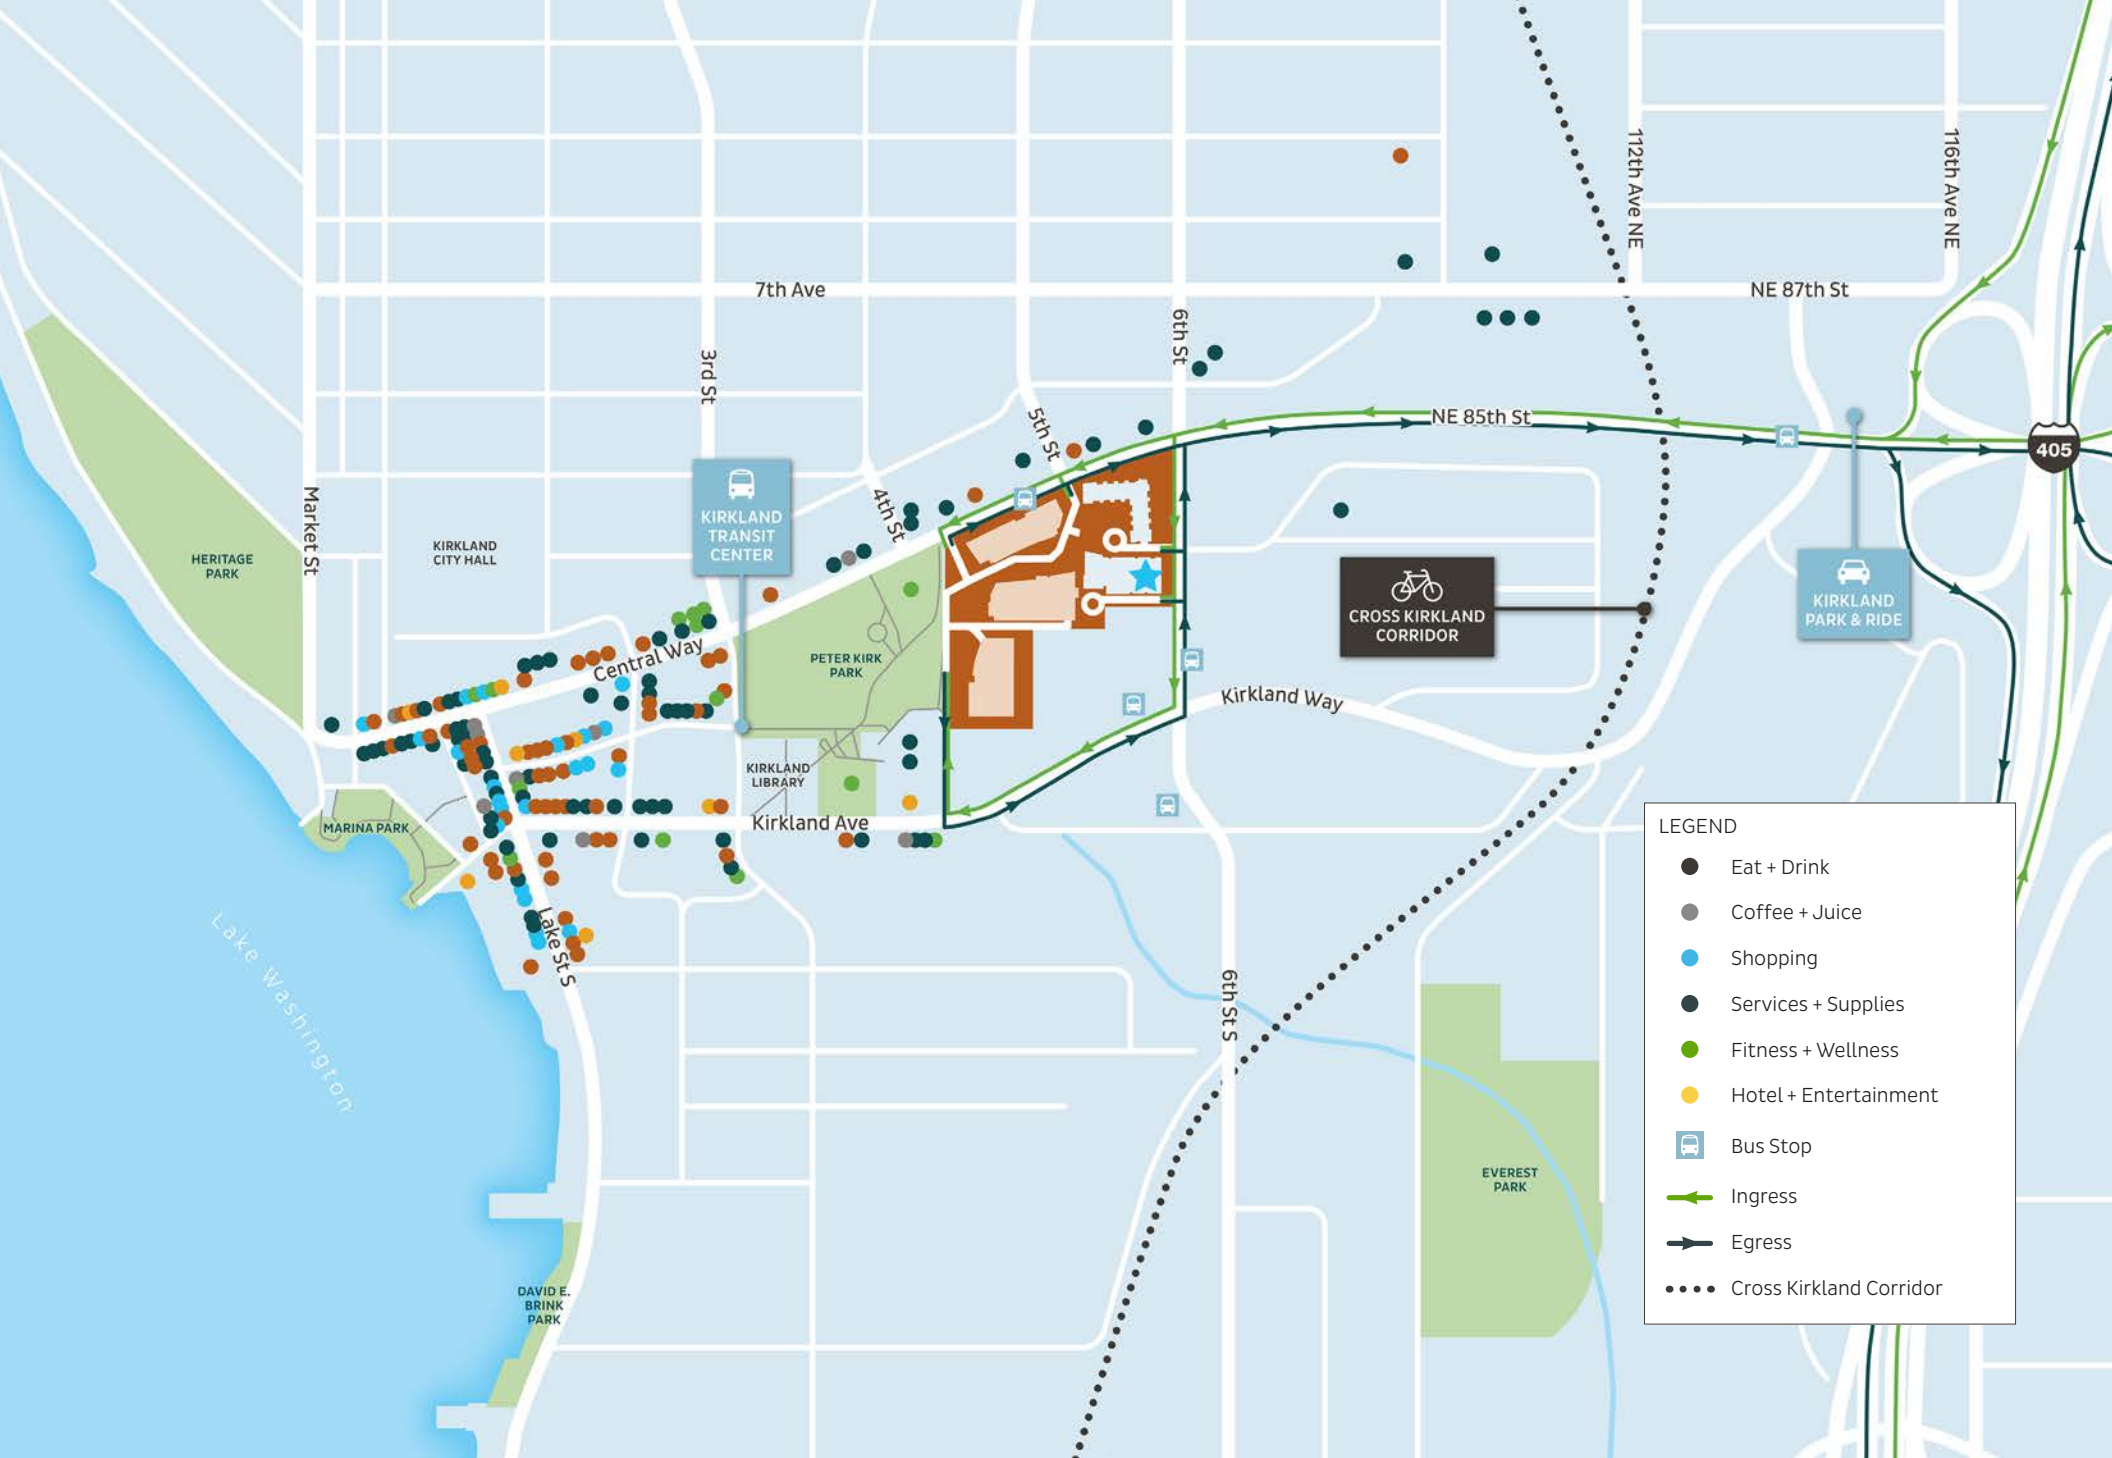 112th Ave NE
116th Ave NE
7th Ave
NE 87th St
6th St
3rd St
5th St
NE 85th St
405
4th St
Market St
KIRKLAND
TRANSIT
CENTER
HERITAGE
PARK
KIRKLAND
CITY HALL
CROSS KIRKLAND
CORRIDOR
KIRKLAND
PARK & RIDE
Central Way
PETER KIRK
PARK
Kirkland Way
KIRKLAND
LIBRARY
MARINA PARK
Kirkland Ave
Lake St S
Lake Washington
6th St S
EVEREST
PARK
DAVID E.
BRINK
PARK
LEGEND
Eat + Drink
Coffee + Juice
Shopping
Services + Supplies
Fitness + Wellness
Hotel + Entertainment
Bus Stop
Ingress
Egress
Cross Kirkland Corridor